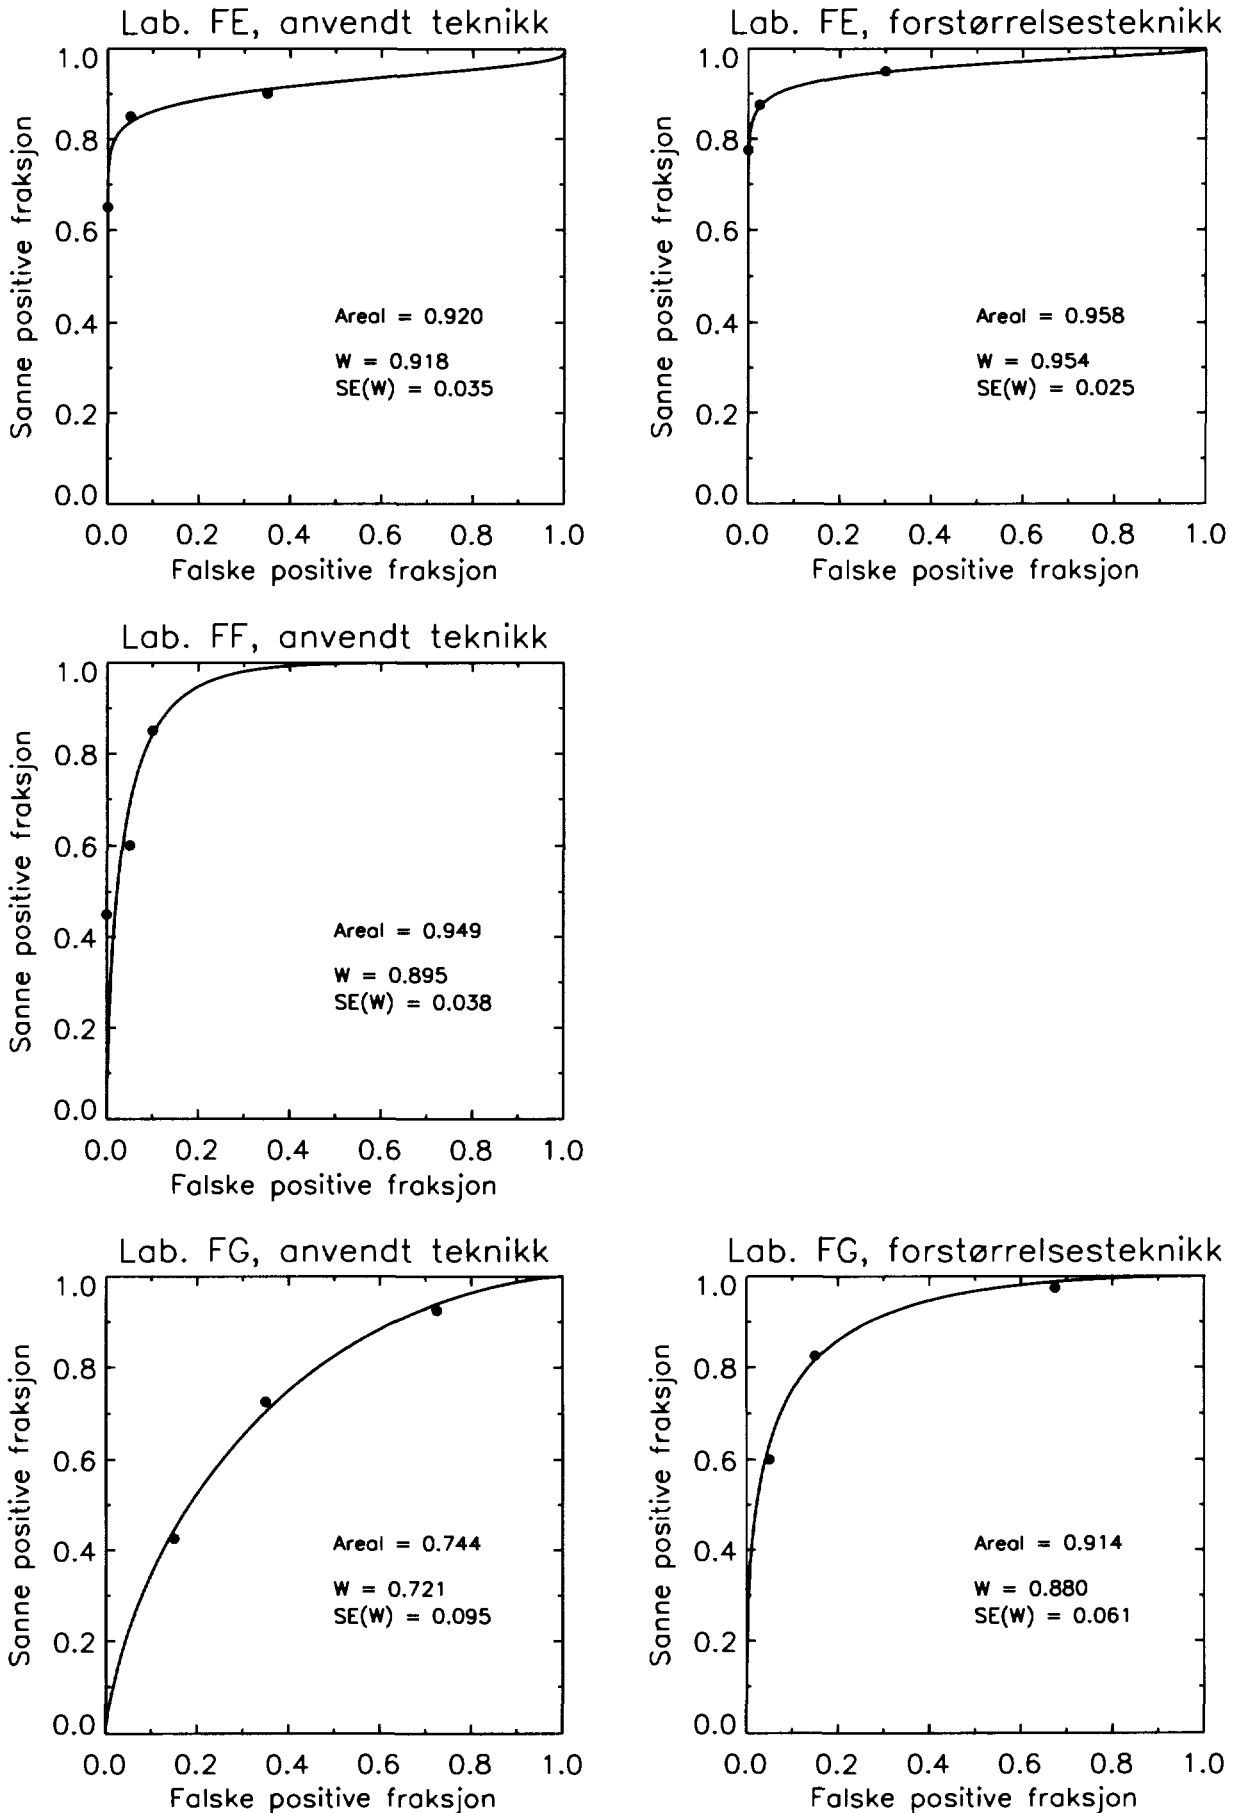 Lab. FE, anvendt teknikk
1.0
0.8
0.6
0.4
0.2
0.0
Sanne positive fraksjon
Areal = 0.920
W = 0.918
SE(W) = 0.035
0.0 0.2 0.4 0.6 0.8 1.0
Falske positive fraksjon
Lab. FE, forstørrelsesteknikk
1.0
0.8
0.6
0.4
0.2
0.0
Sanne positive fraksjon
Areal = 0.958
W = 0.954
SE(W) = 0.025
0.0 0.2 0.4 0.6 0.8 1.0
Falske positive fraksjon
Lab. FF, anvendt teknikk
1.0
0.8
0.6
0.4
0.2
0.0
Sanne positive fraksjon
Areal = 0.949
W = 0.895
SE(W) = 0.038
0.0 0.2 0.4 0.6 0.8 1.0
Falske positive fraksjon
Lab. FG, anvendt teknikk
1.0
0.8
0.6
0.4
0.2
0.0
Sanne positive fraksjon
Areal = 0.744
W = 0.721
SE(W) = 0.095
0.0 0.2 0.4 0.6 0.8 1.0
Falske positive fraksjon
Lab. FG, forstørrelsesteknikk
1.0
0.8
0.6
0.4
0.2
0.0
Sanne positive fraksjon
Areal = 0.914
W = 0.880
SE(W) = 0.061
0.0 0.2 0.4 0.6 0.8 1.0
Falske positive fraksjon